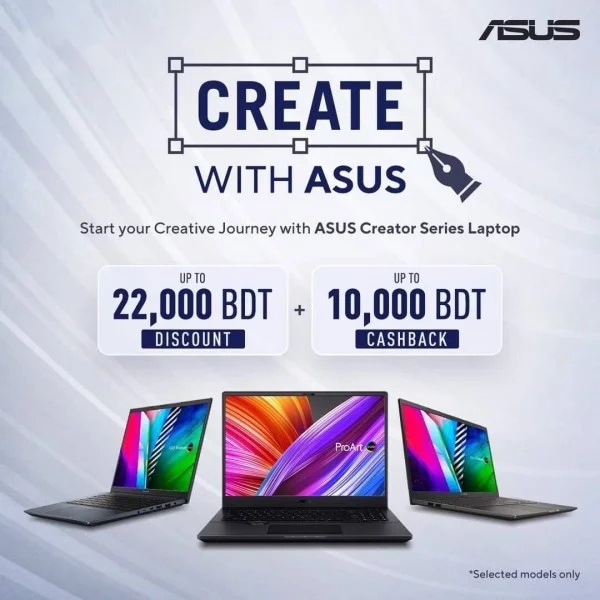 ASUS
CREATE
WITH ASUS
Start your Creative Journey with ASUS Creator Series Laptop
UP TO
22,000 BDT
DISCOUNT
+
UP TO
10,000 BDT
CASHBACK
ProArt
*Selected models only